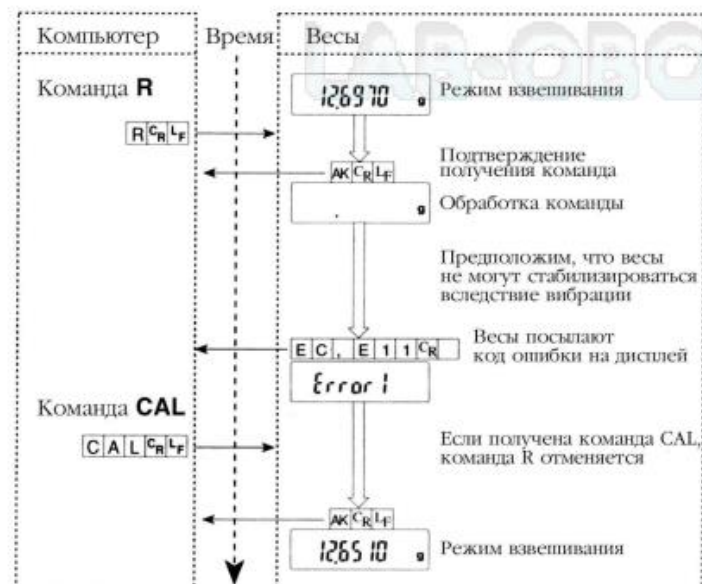 Компьютер Время Весы
LAB-OBO
Команда R
12.6970 g Режим взвешивания
R CR LF
Подтверждение
получения команда
AK CR LF
. g Обработка команды
Предположим, что весы
не могут стабилизироваться
вследствие вибрации
Весы посылают
код ошибки на дисплей
E C , E 1 1 CR
Error 1
Команда CAL
C A L CR LF
Если получена команда CAL,
команда R отменяется
AK CR LF
12.6510 g Режим взвешивания